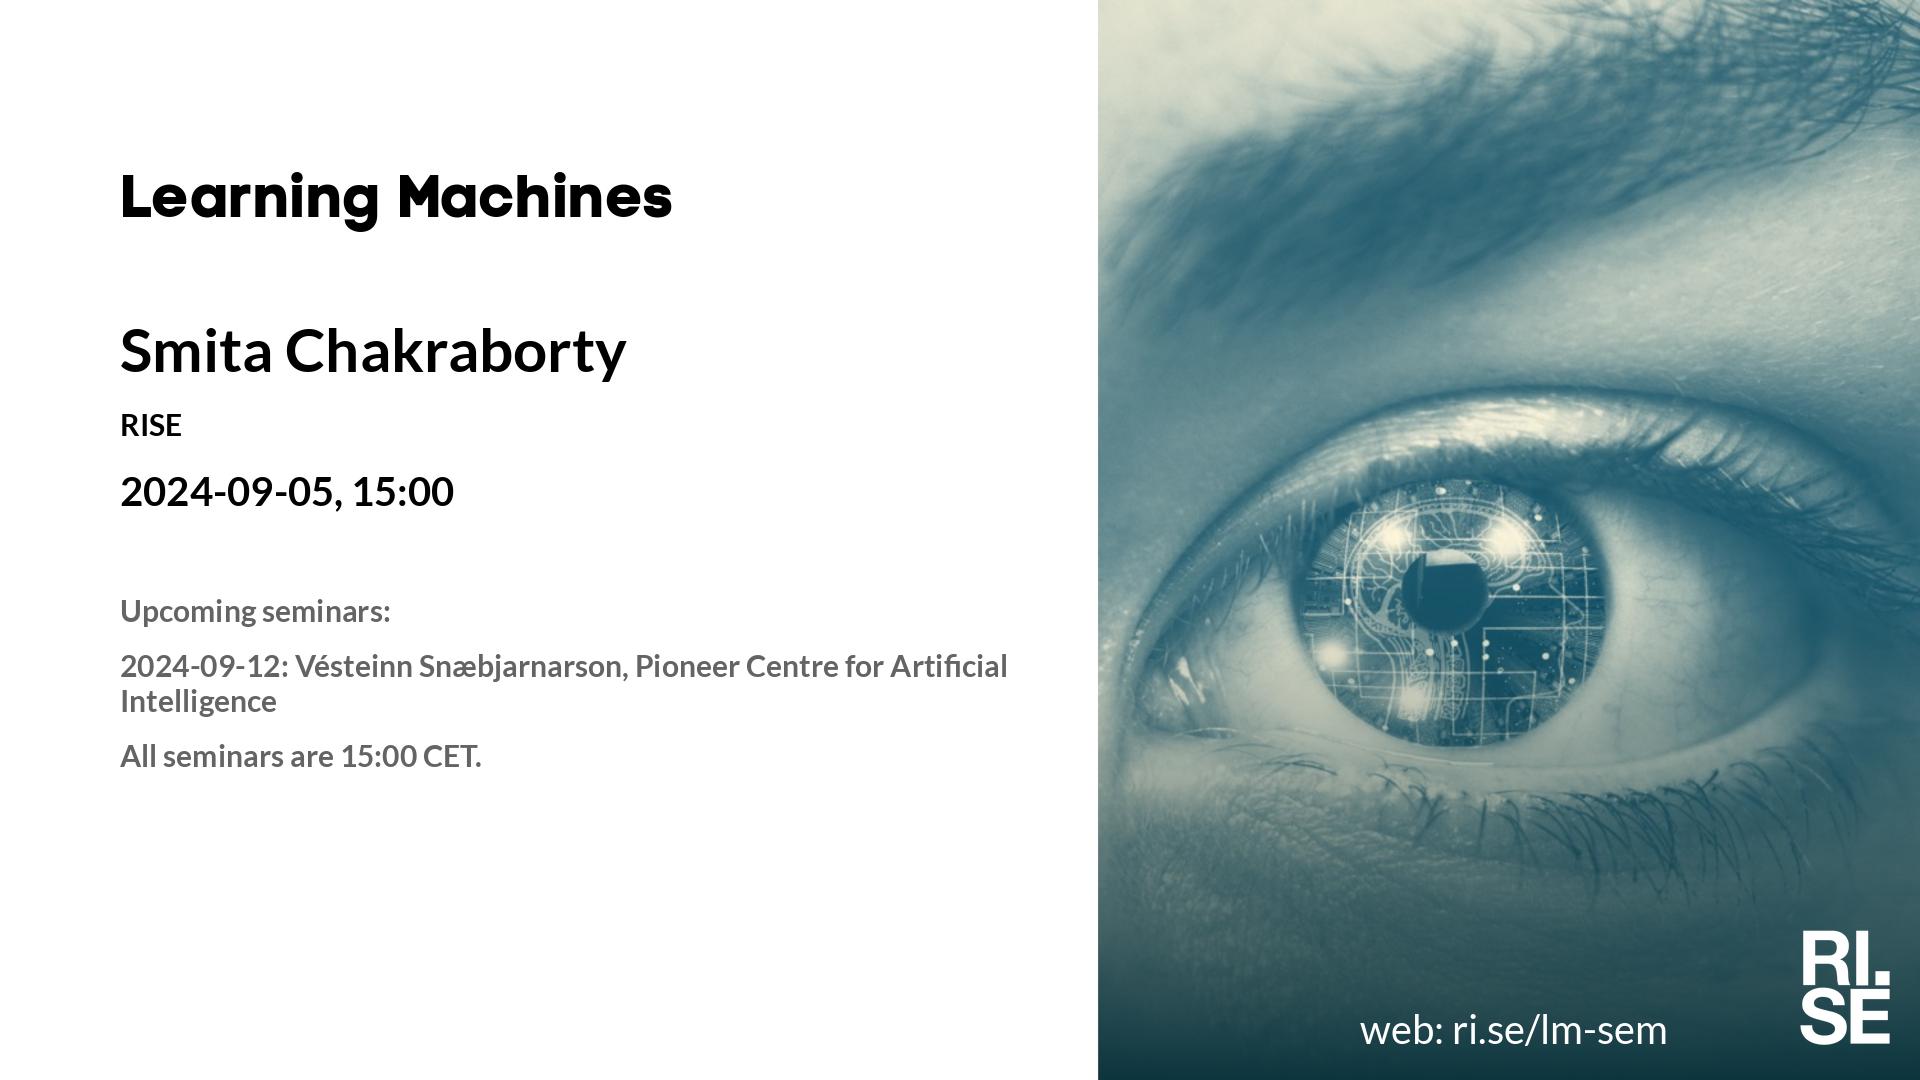 Learning Machines
Smita Chakraborty
RISE
2024-09-05, 15:00
Upcoming seminars:
2024-09-12: Vésteinn Snæbjarnarson, Pioneer Centre for Artificial
Intelligence
All seminars are 15:00 CET.
web: ri.se/lm-sem
RI.
SE